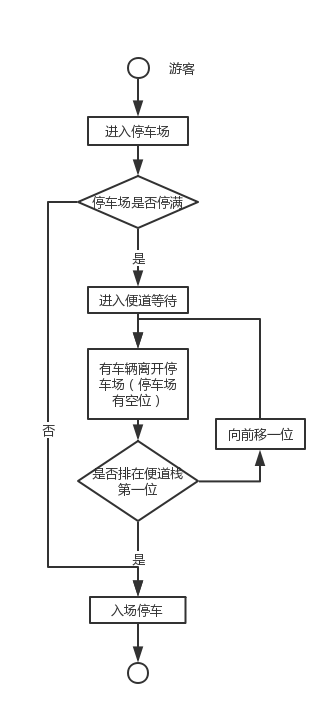 游客
进入停车场
停车场是否停满
是
进入便道等待
有车辆离开停
车场（停车场
有空位）
否
向前移一位
是否排在便道栈
第一位
是
入场停车